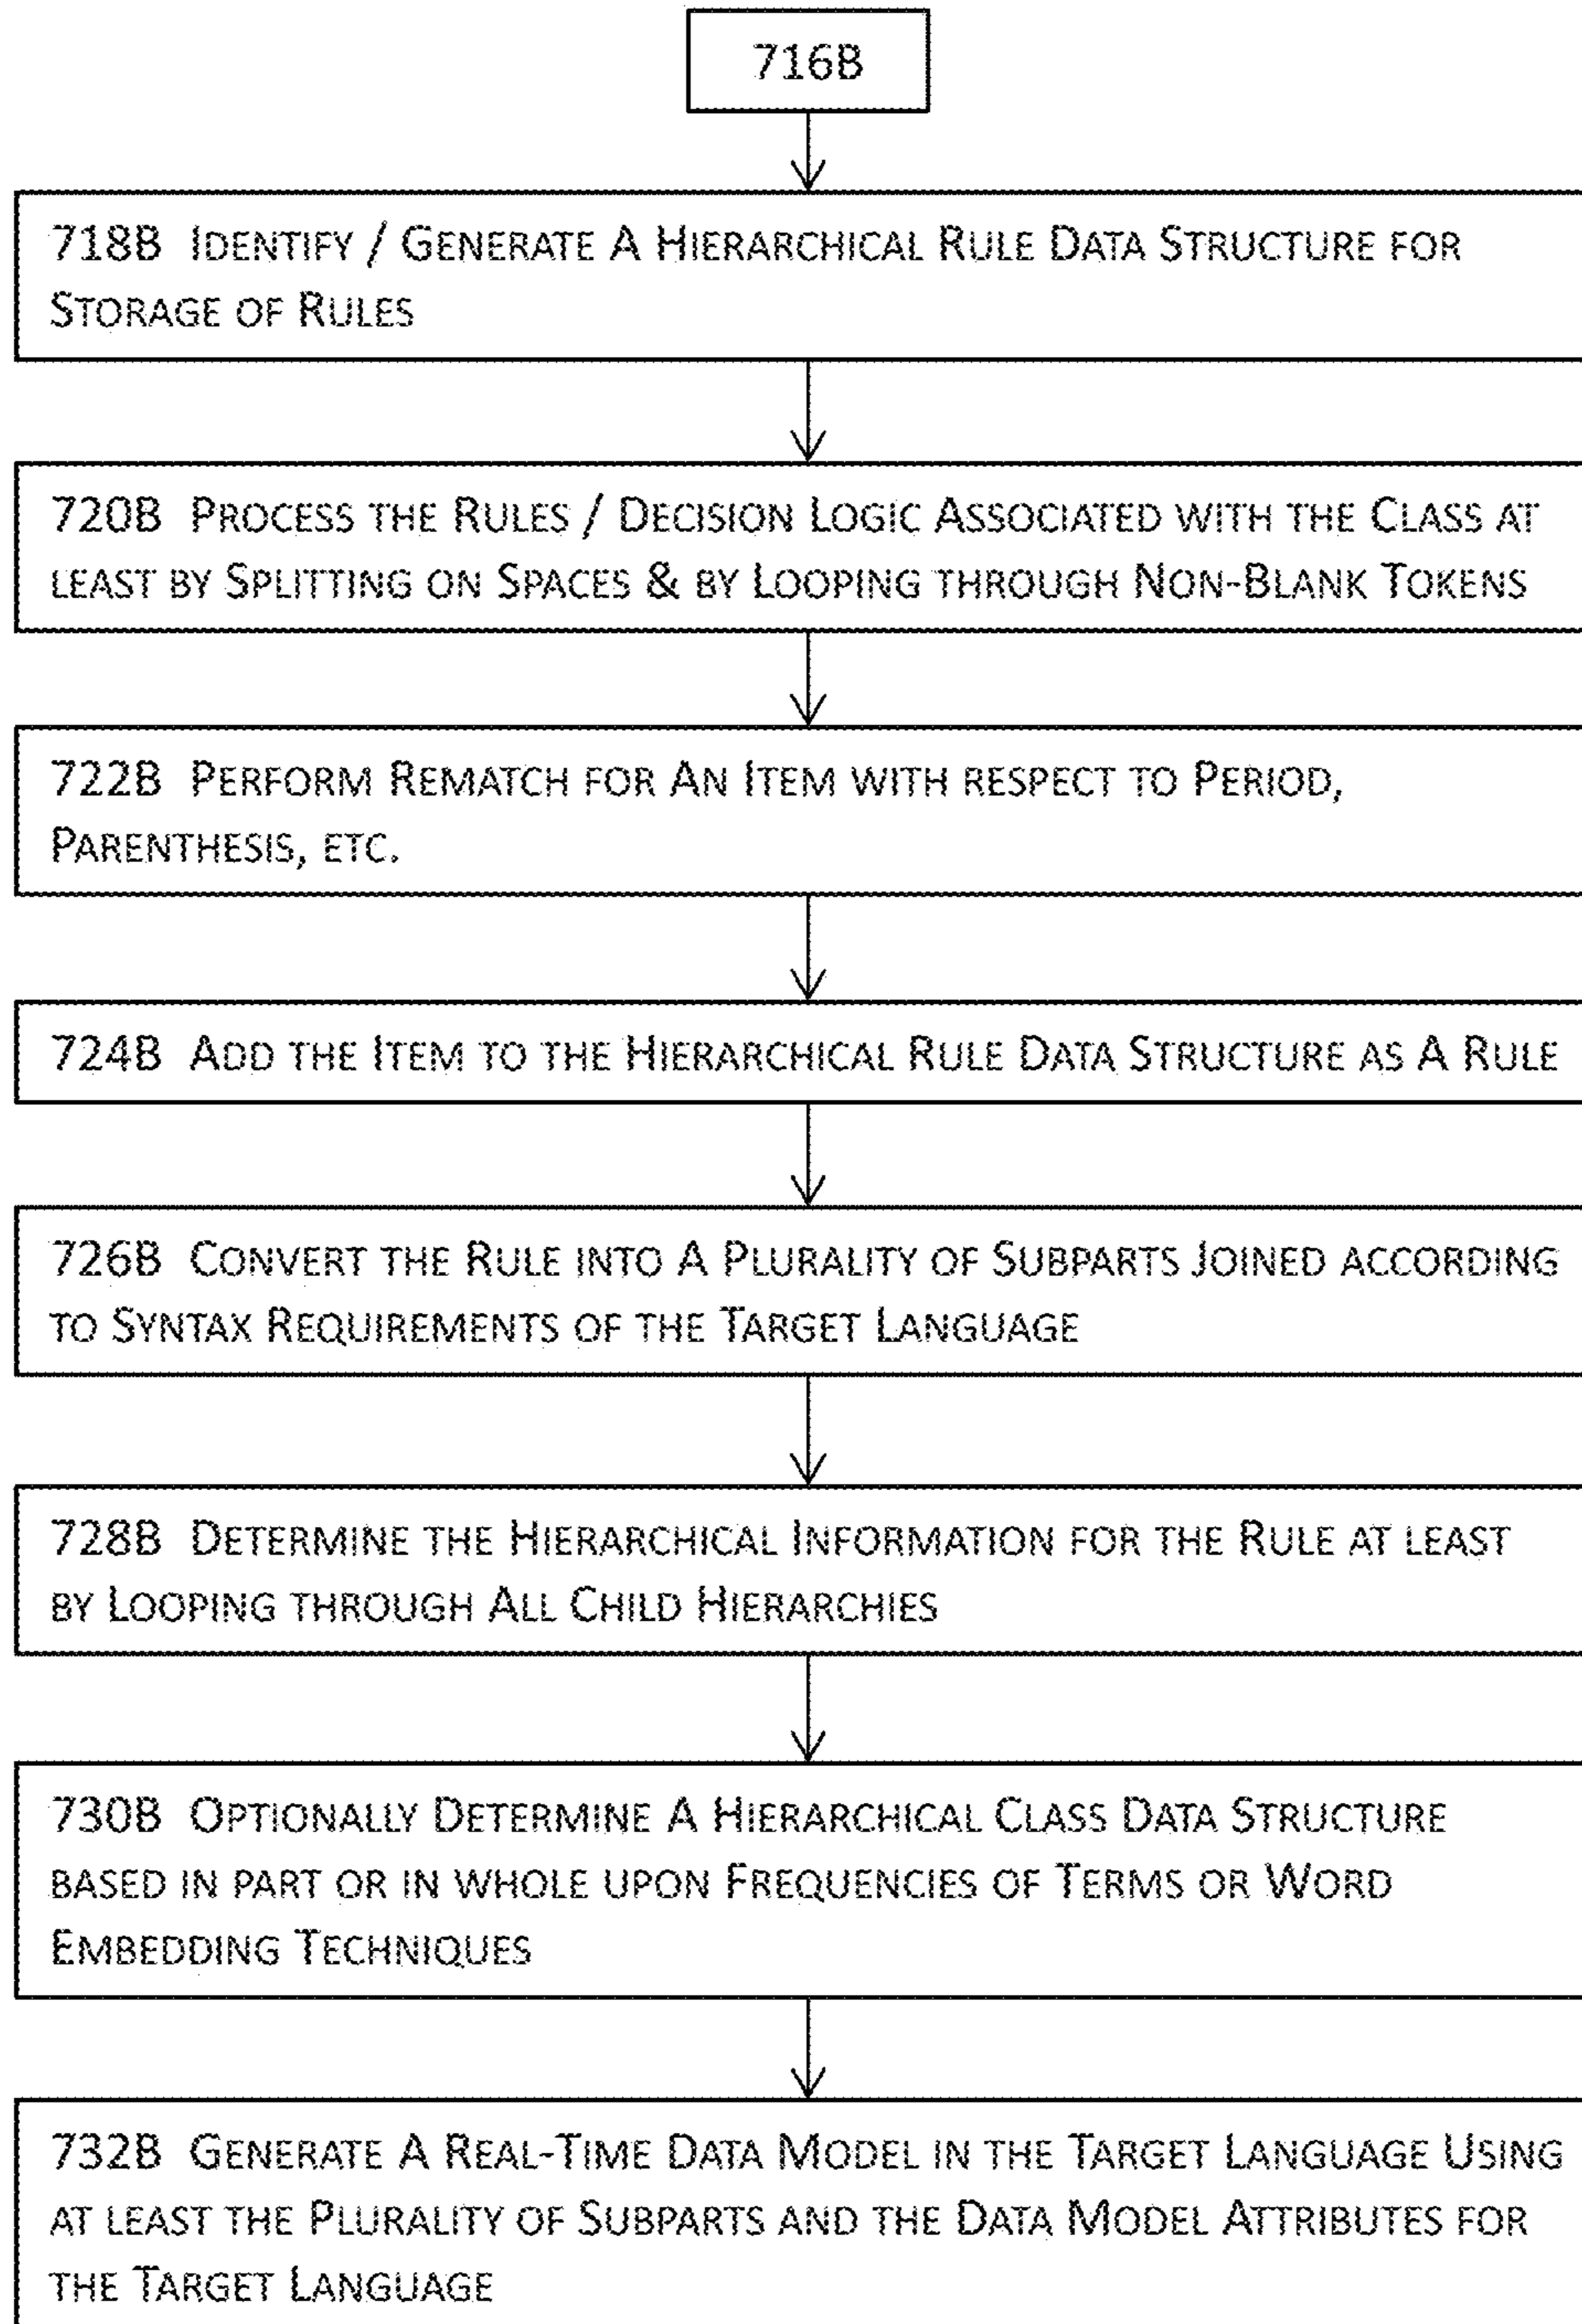 716B
718B Identify / Generate A Hierarchical Rule Data Structure for
Storage of Rules
720B Process the Rules / Decision Logic Associated with the Class at
least by Splitting on Spaces & by Looping through Non-Blank Tokens
722B Perform Rematch for An Item with respect to Period,
Parenthesis, etc.
724B Add the Item to the Hierarchical Rule Data Structure as A Rule
726B Convert the Rule into A Plurality of Subparts Joined according
to Syntax Requirements of the Target Language
728B Determine the Hierarchical Information for the Rule at least
by Looping through All Child Hierarchies
730B Optionally Determine A Hierarchical Class Data Structure
based in part or in whole upon Frequencies of Terms or Word
Embedding Techniques
732B Generate A Real-Time Data Model in the Target Language Using
at least the Plurality of Subparts and the Data Model Attributes for
the Target Language